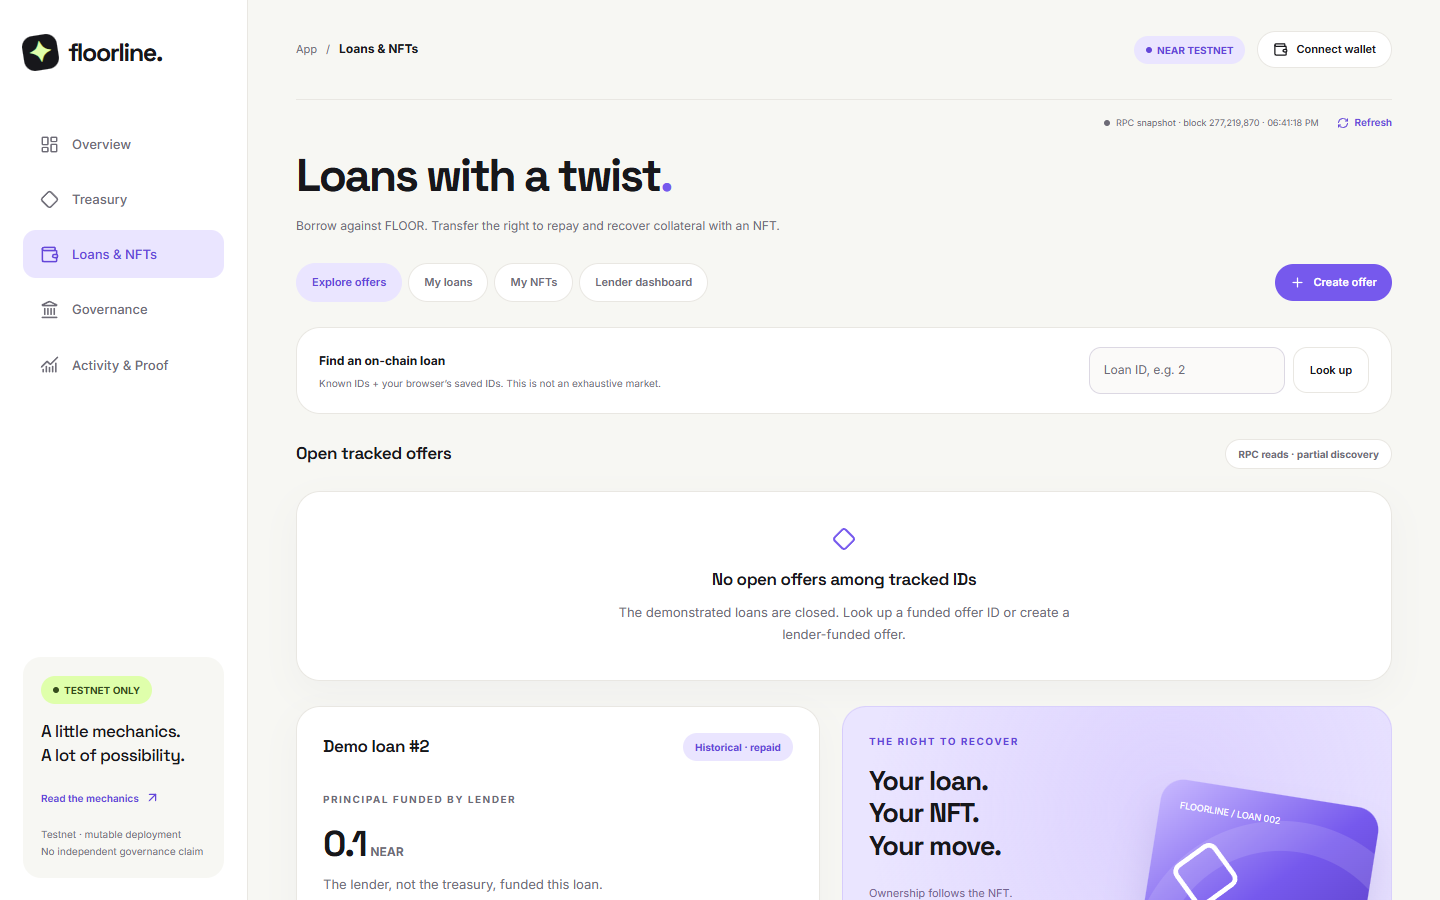 floorline.
Overview
Treasury
Loans & NFTs
Governance
Activity & Proof
TESTNET ONLY
A little mechanics.
A lot of possibility.
Read the mechanics
Testnet · mutable deployment
No independent governance claim
App / Loans & NFTs
NEAR TESTNET
Connect wallet
RPC snapshot · block 277,219,870 · 06:41:18 PM
Refresh
Loans with a twist.
Borrow against FLOOR. Transfer the right to repay and recover collateral with an NFT.
Explore offers
My loans
My NFTs
Lender dashboard
Create offer
Find an on-chain loan
Known IDs + your browser's saved IDs. This is not an exhaustive market.
Loan ID, e.g. 2
Look up
Open tracked offers
RPC reads · partial discovery
No open offers among tracked IDs
The demonstrated loans are closed. Look up a funded offer ID or create a
lender-funded offer.
Demo loan #2
Historical · repaid
PRINCIPAL FUNDED BY LENDER
0.1 NEAR
The lender, not the treasury, funded this loan.
THE RIGHT TO RECOVER
Your loan.
Your NFT.
Your move.
Ownership follows the NFT.
FLOORLINE / LOAN 002